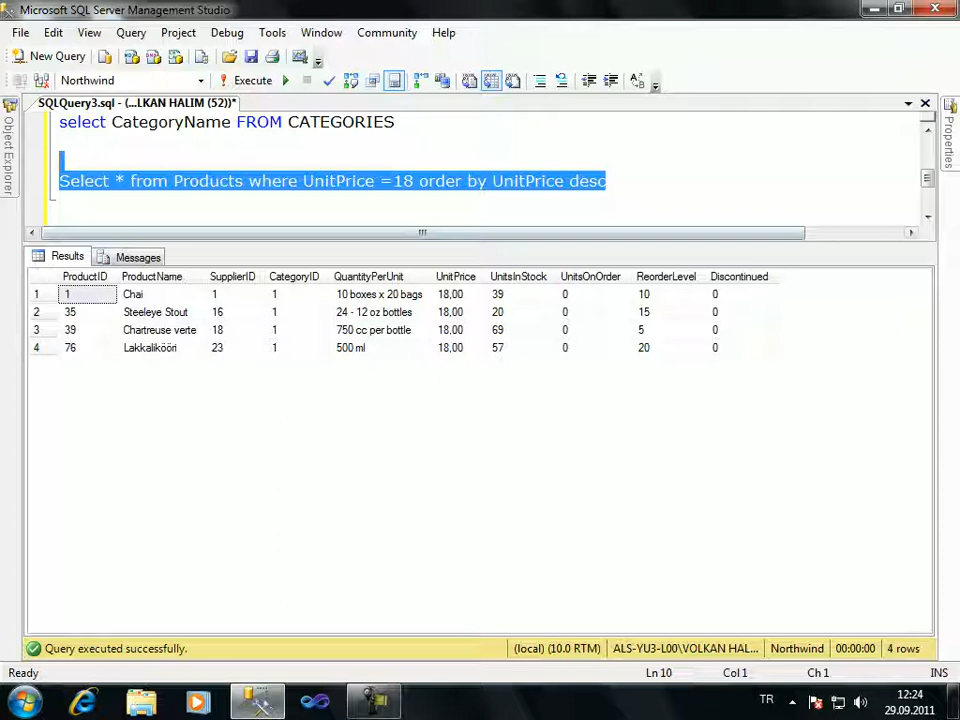 Microsoft SQL Server Management Studio
File Edit View Query Project Debug Tools Window Community Help
New Query
Northwind Execute
SQLQuery3.sql - (...LKAN HALIM (52))*
Object Explorer
Properties
select CategoryName FROM CATEGORIES
Select * from Products where UnitPrice =18 order by UnitPrice desc
Results Messages
ProductID ProductName SupplierID CategoryID QuantityPerUnit UnitPrice UnitsInStock UnitsOnOrder ReorderLevel Discontinued
1 1 Chai 1 1 10 boxes x 20 bags 18,00 39 0 10 0
2 35 Steeleye Stout 16 1 24 - 12 oz bottles 18,00 20 0 15 0
3 39 Chartreuse verte 18 1 750 cc per bottle 18,00 69 0 5 0
4 76 Lakkalikööri 23 1 500 ml 18,00 57 0 20 0
Query executed successfully. (local) (10.0 RTM) ALS-YU3-L00\VOLKAN HAL... Northwind 00:00:00 4 rows
Ready Ln 10 Col 1 Ch 1 INS
TR 12:24
29.09.2011